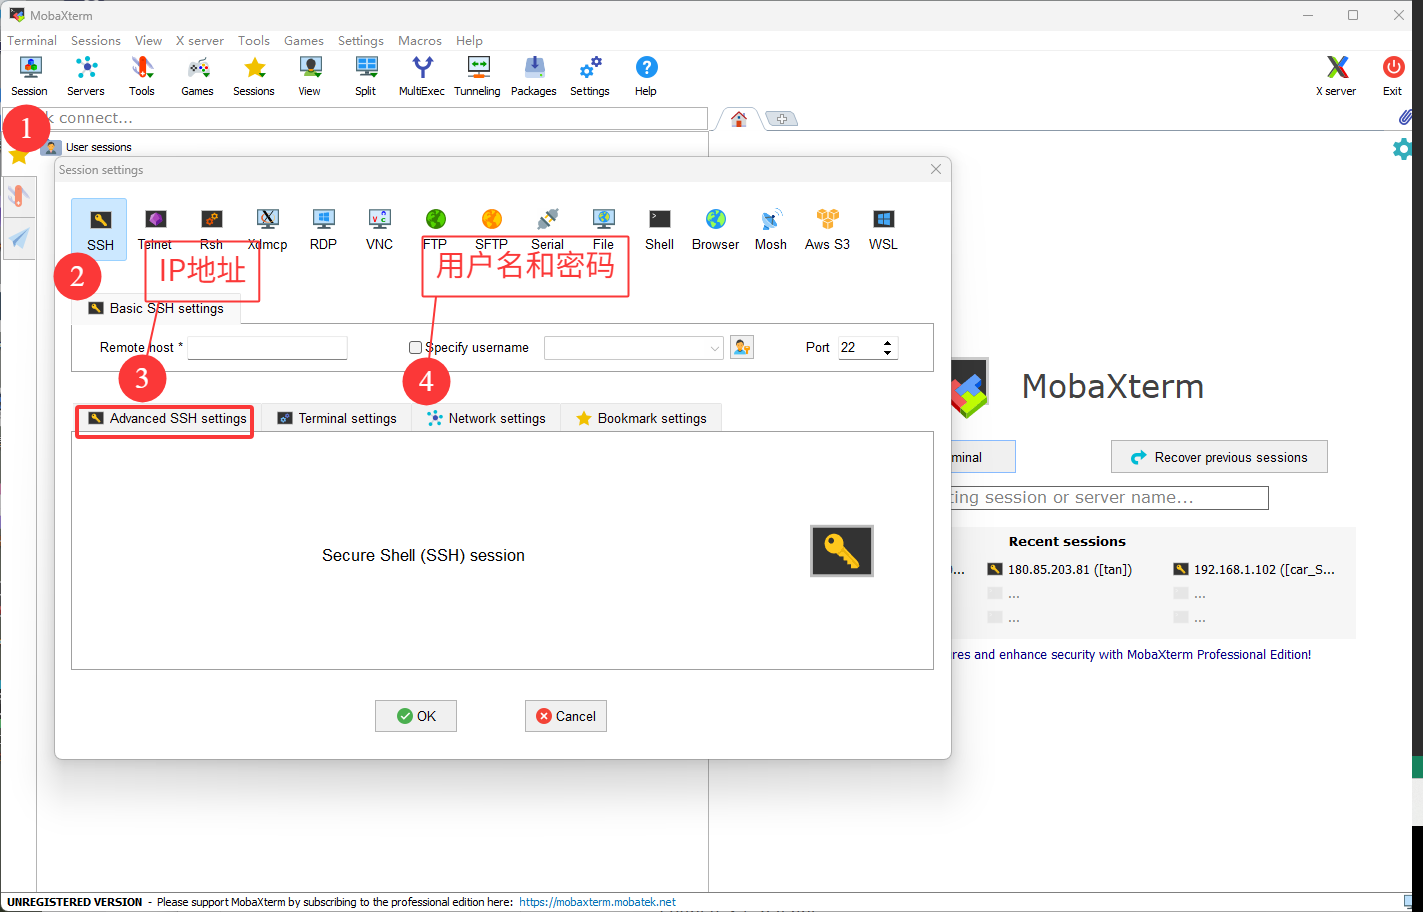 MobaXterm
Terminal Sessions View X server Tools Games Settings Macros Help
Session Servers Tools Games Sessions View Split MultiExec Tunneling Packages Settings Help X server Exit
1
k connect...
User sessions
Session settings
SSH Telnet Rsh Xdmcp RDP VNC FTP SFTP Serial File Shell Browser Mosh Aws S3 WSL
2
IP地址
用户名和密码
Basic SSH settings
Remote host *
Specify username
Port 22
3
4
Advanced SSH settings Terminal settings Network settings Bookmark settings
Secure Shell (SSH) session
OK
Cancel
MobaXterm
minal
Recover previous sessions
ting session or server name...
Recent sessions
... 180.85.203.81 ([tan]) 192.168.1.102 ([car_S...
... ...
... ...
res and enhance security with MobaXterm Professional Edition!
UNREGISTERED VERSION - Please support MobaXterm by subscribing to the professional edition here: https://mobaxterm.mobatek.net